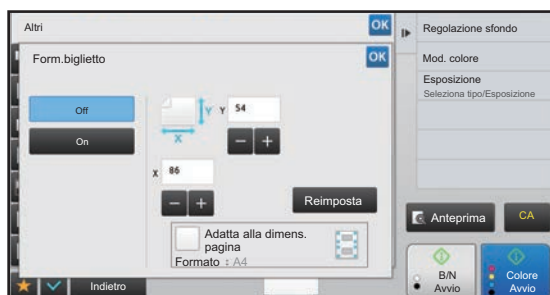 Altri
OK
Form.biglietto
OK
Off
On
Y
Y
54
X
X
86
Reimposta
Adatta alla dimens.
pagina
Formato : A4
Indietro
Regolazione sfondo
Mod. colore
Esposizione
Seleziona tipo/Esposizione
Anteprima
CA
B/N
Avvio
Colore
Avvio